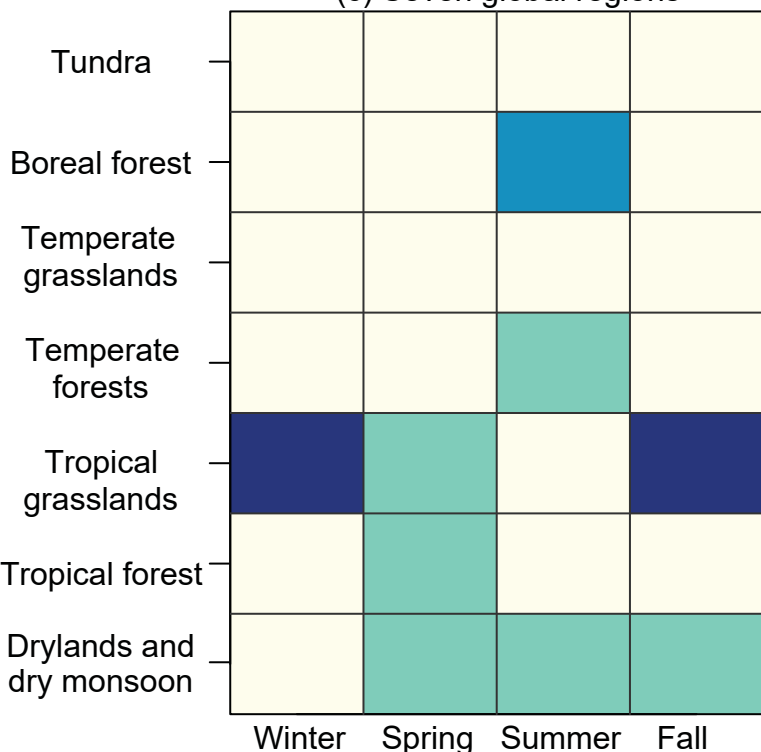 Tundra
Boreal forest
Temperate
grasslands
Temperate
forests
Tropical
grasslands
Tropical forest
Drylands and
dry monsoon
Winter Spring Summer Fall